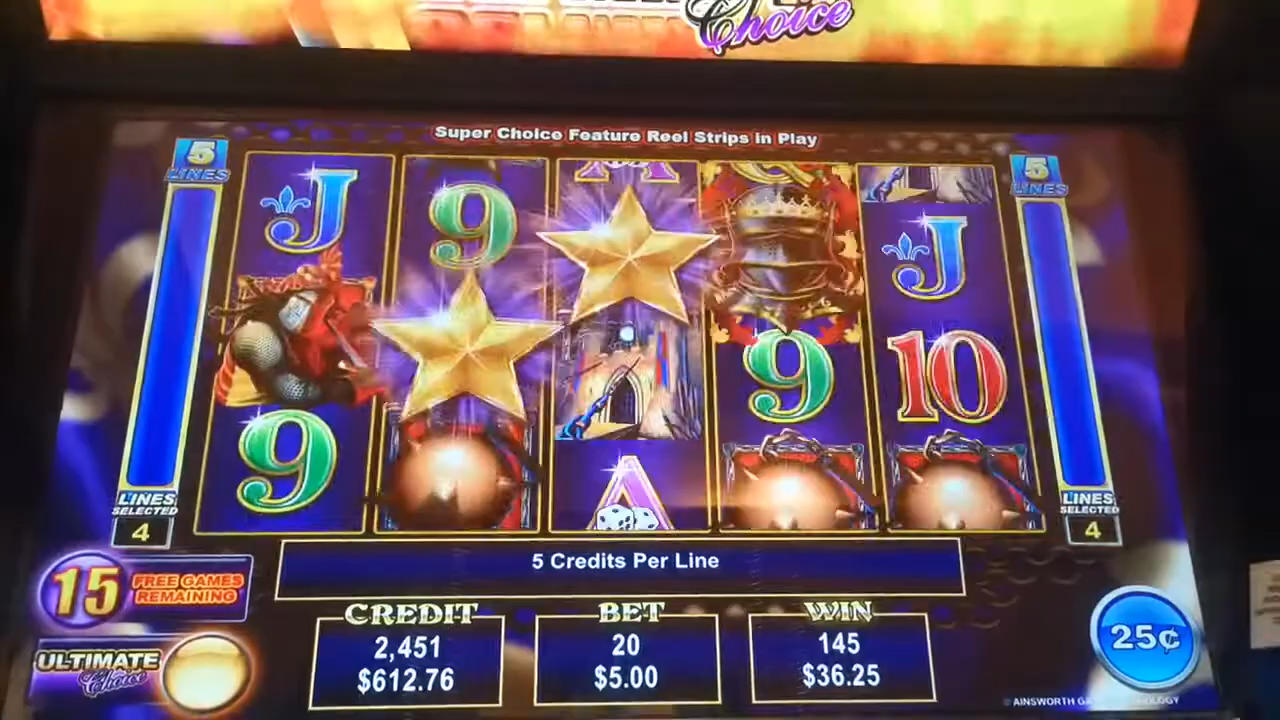 Choice
Super Choice Feature Reel Strips in Play
5 LINES
5 LINES
J
9
A
J
9
10
9
A
LINES SELECTED
4
LINES SELECTED
4
5 Credits Per Line
15 FREE GAMES REMAINING
CREDIT
2,451
$612.76
BET
20
$5.00
WIN
145
$36.25
25¢
ULTIMATE
Choice